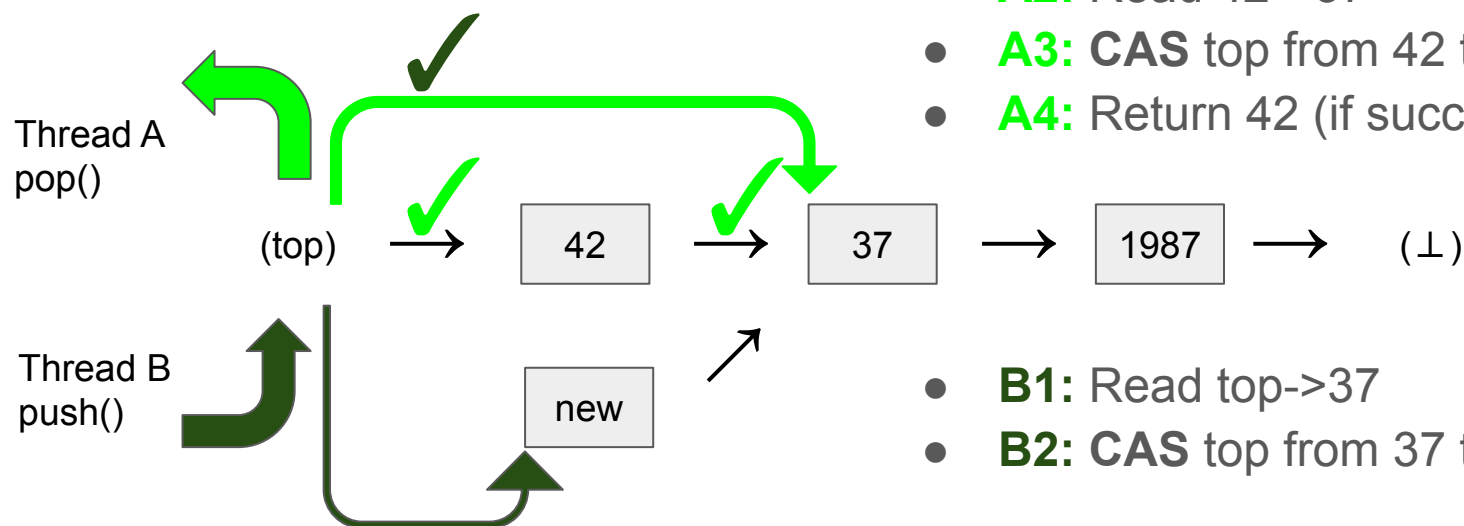 A3: CAS top from 42
A4: Return 42 (if
Thread A
pop()
(top)
42
37
1987
(⊥)
Thread B
push()
new
B1: Read top->37
B2: CAS top from 37